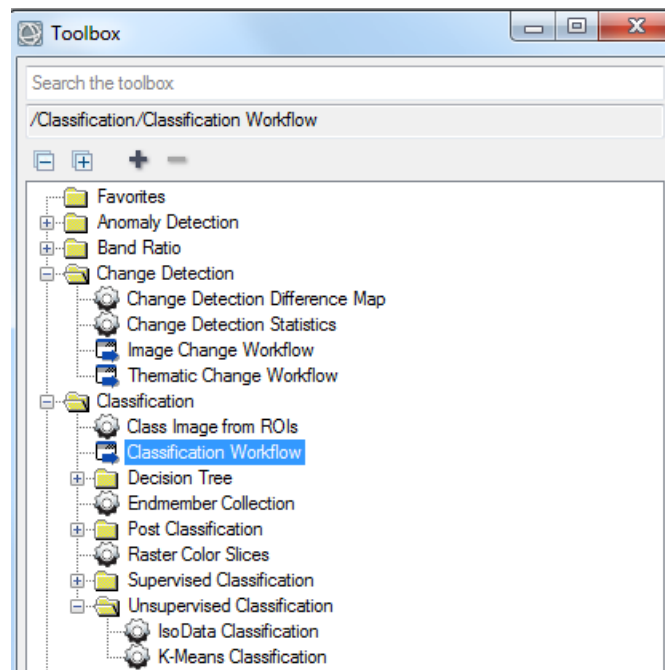 Toolbox
Search the toolbox
/Classification/Classification Workflow
Favorites
Anomaly Detection
Band Ratio
Change Detection
Change Detection Difference Map
Change Detection Statistics
Image Change Workflow
Thematic Change Workflow
Classification
Class Image from ROIs
Classification Workflow
Decision Tree
Endmember Collection
Post Classification
Raster Color Slices
Supervised Classification
Unsupervised Classification
IsoData Classification
K-Means Classification